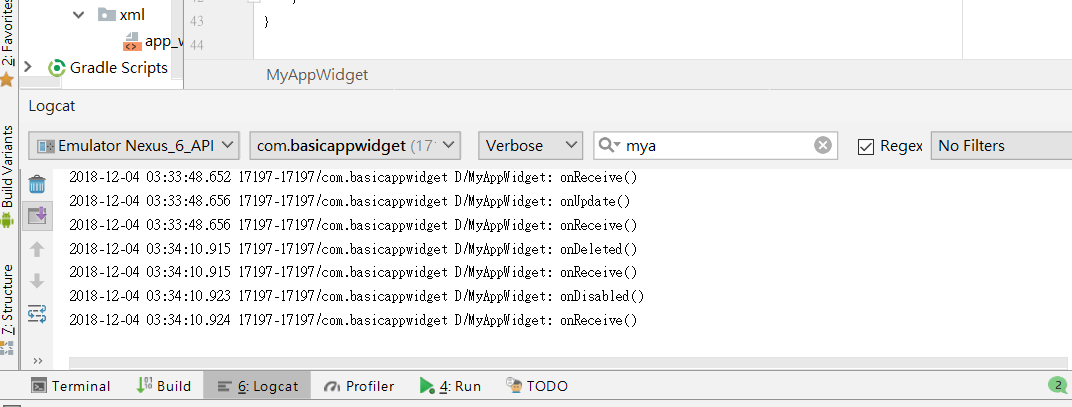 xml
43
app_w
44
2: Favorites
Gradle Scripts
MyAppWidget
Logcat
Emulator Nexus_6_API
com.basicappwidget (17
Verbose
mya
Regex
No Filters
Build Variants
2018-12-04 03:33:48.652 17197-17197/com.basicappwidget D/MyAppWidget: onReceive()
2018-12-04 03:33:48.656 17197-17197/com.basicappwidget D/MyAppWidget: onUpdate()
2018-12-04 03:33:48.656 17197-17197/com.basicappwidget D/MyAppWidget: onReceive()
2018-12-04 03:34:10.915 17197-17197/com.basicappwidget D/MyAppWidget: onDeleted()
2018-12-04 03:34:10.915 17197-17197/com.basicappwidget D/MyAppWidget: onReceive()
2018-12-04 03:34:10.923 17197-17197/com.basicappwidget D/MyAppWidget: onDisabled()
2018-12-04 03:34:10.924 17197-17197/com.basicappwidget D/MyAppWidget: onReceive()
7: Structure
Terminal
Build
6: Logcat
Profiler
4: Run
TODO
2